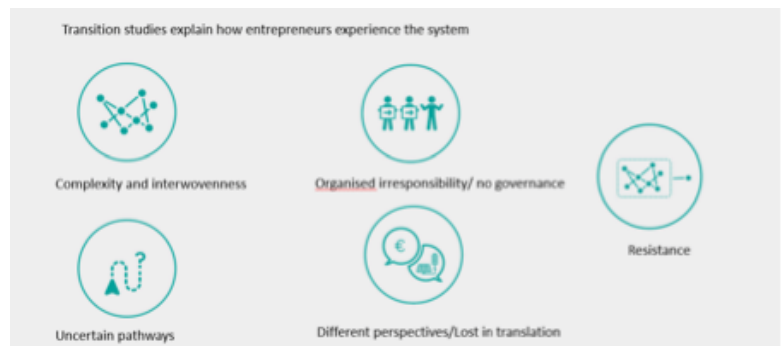 Transition studies explain how entrepreneurs experience the system
Complexity and interwovenness
Organised irresponsibility/ no governance
Resistance
?
€
Uncertain pathways
Different perspectives/Lost in translation